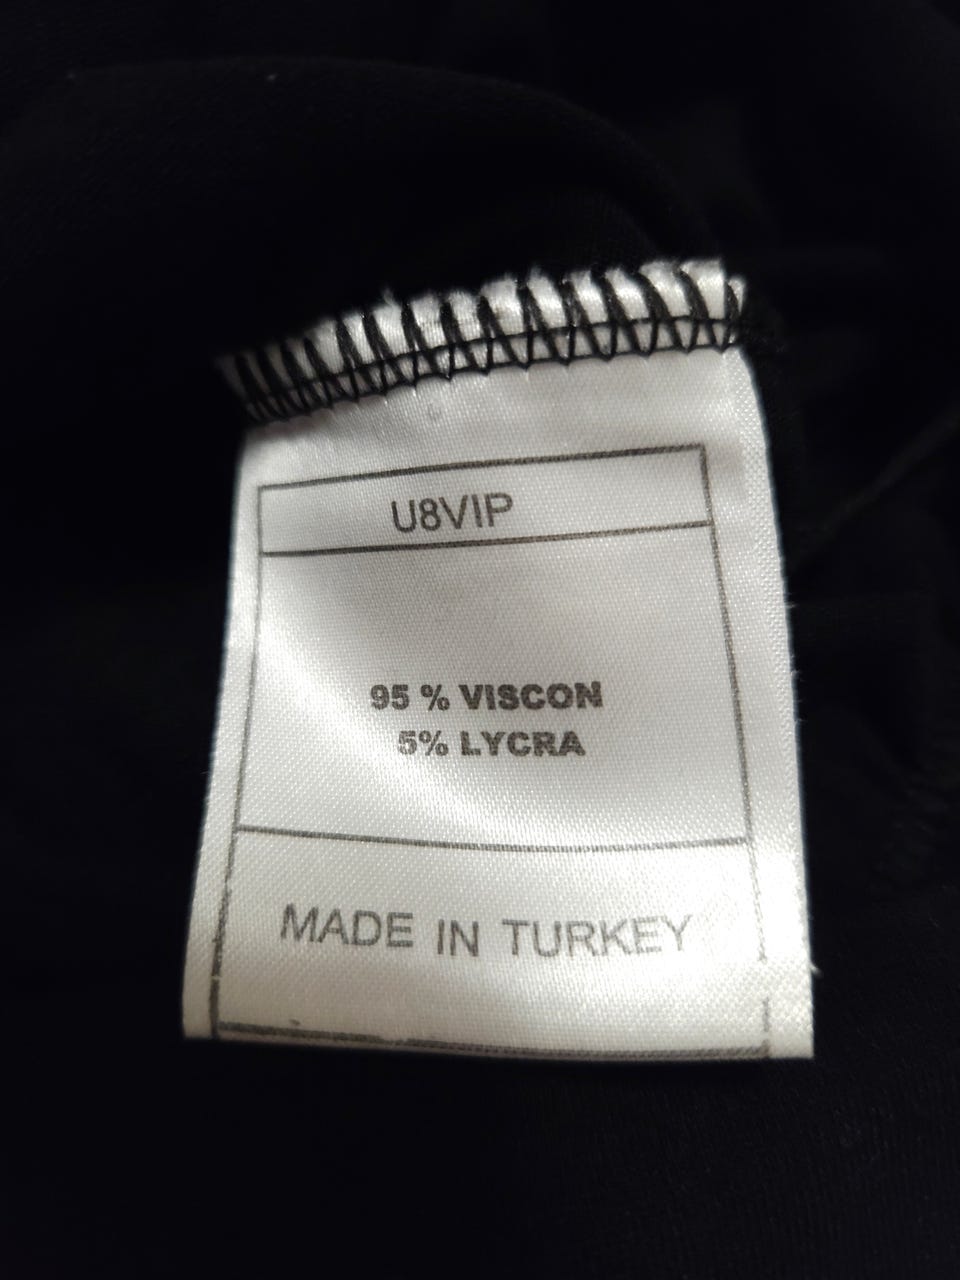 U8VIP
95 % VISCON
5% LYCRA
MADE IN TURKEY